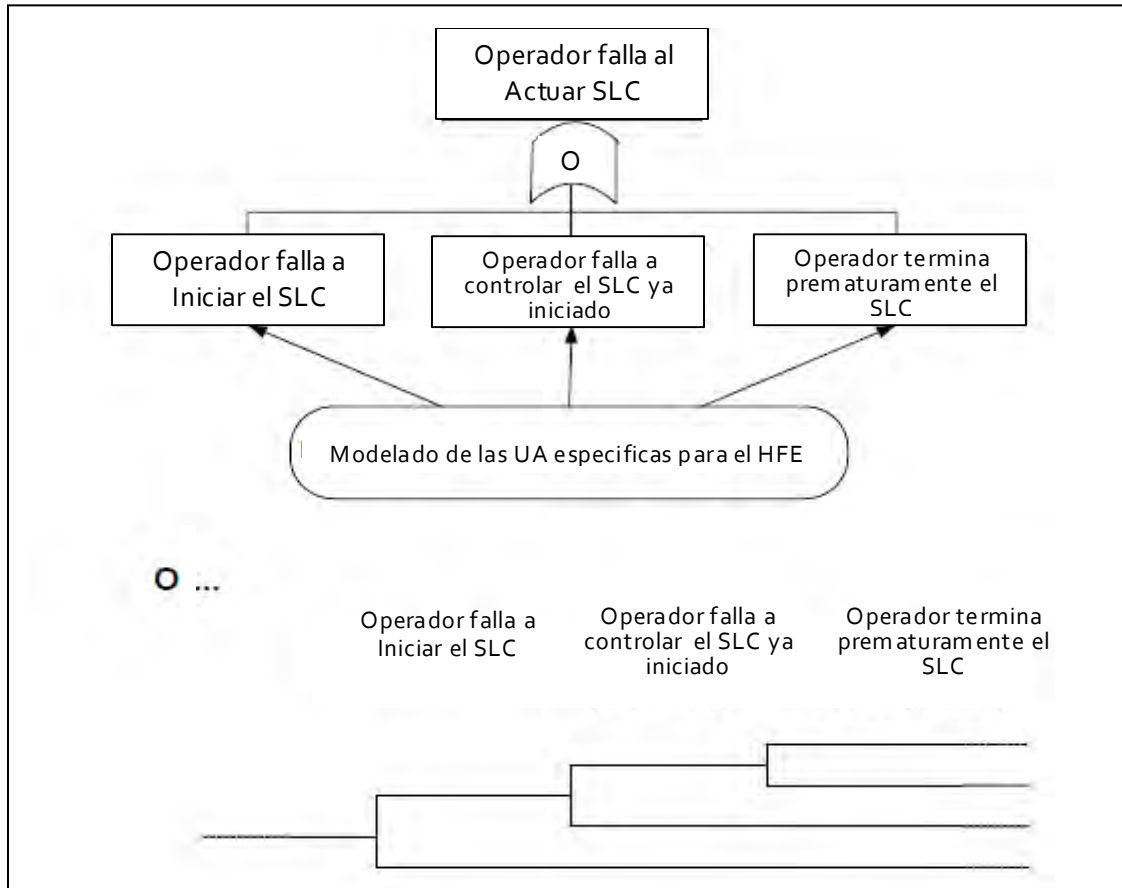 Operador falla al
Actuar SLC
O
Operador falla a
Iniciar el SLC
Operador falla a
controlar el SLC ya
iniciado
Operador termina
prematuramente el
SLC
Modelado de las UA especificas para el HFE
O ...
Operador falla a
Iniciar el SLC
Operador falla a
controlar el SLC ya
iniciado
Operador termina
prematuramente el
SLC